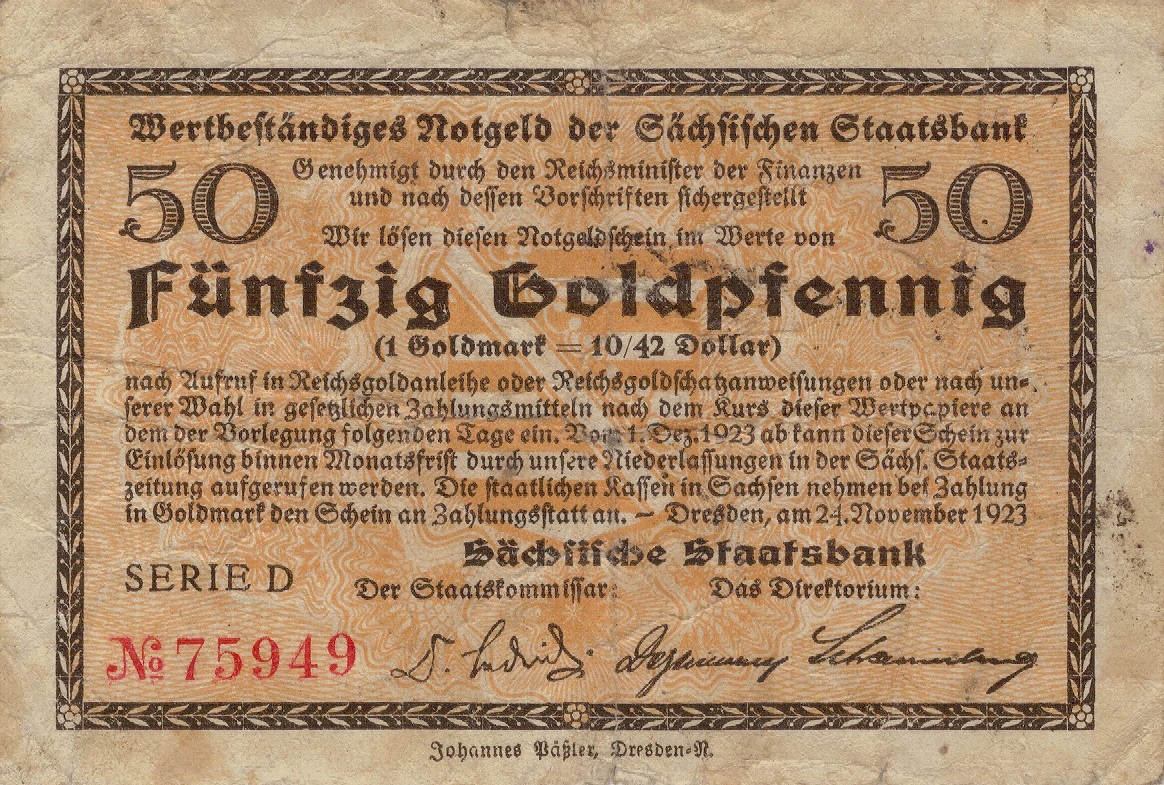 Wertbeständiges Notgeld der Sächsischen Staatsbank
50 Genehmigt durch den Reichsminister der Finanzen 50
und nach dessen Vorschriften sichergestellt
Wir lösen diesen Notgeldschein im Werte von
Fünfzig Goldpfennig
(1 Goldmark = 10/42 Dollar)
nach Aufruf in Reichsgoldanleihe oder Reichsgoldschatzanweisungen oder nach un-
serer Wahl in gesetzlichen Zahlungsmitteln nach dem Kurs dieser Wertpapiere an
dem der Vorlegung folgenden Tage ein. Vom 1. Dez. 1923 ab kann dieser Schein zur
Einlösung binnen Monatsfrist durch unsere Niederlassungen in der Sächs. Staats-
zeitung aufgerufen werden. Die staatlichen Kassen in Sachsen nehmen bei Zahlung
in Goldmark den Schein an Zahlungsstatt an. – Dresden, am 24. November 1923
Sächsische Staatsbank
SERIE D Der Staatskommissar: Das Direktorium:
№ 75949
Johannes Päßler, Dresden-N.